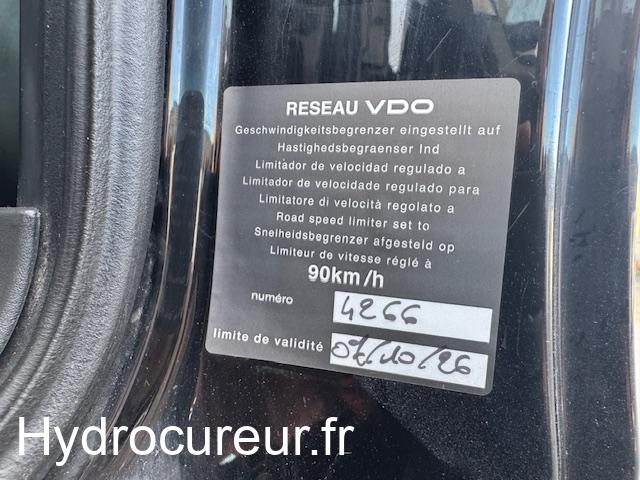 RESEAU VDO
Geschwindigkeitsbegrenzer eingestellt auf
Hastighedsbegraenser Ind
Limitador de velocidad regulado a
Limitador de velocidade regulado para
Limitatore di velocità regolato a
Road speed limiter set to
Snelheidsbegrenzer afgesteld op
Limiteur de vitesse réglé à
90km/h
numéro 4266
limite de validité 07/10/26
Hydrocureur.fr